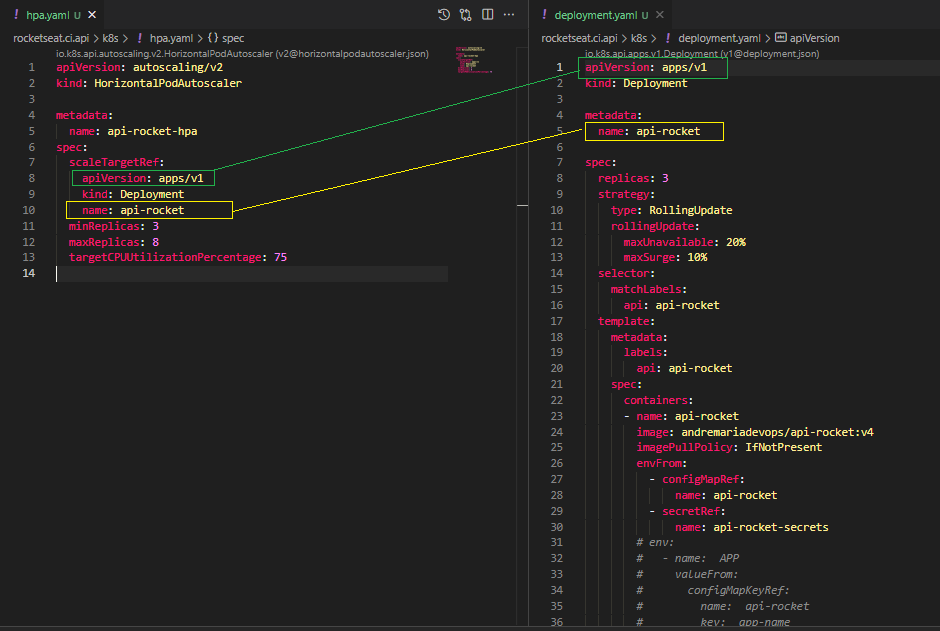 ! hpa.yaml U ×
rocketseat.ci.api > k8s > ! hpa.yaml > {} spec
io.k8s.api.autoscaling.v2.HorizontalPodAutoscaler (v2@horizontalpodautoscaler.json)
1 apiVersion: autoscaling/v2
2 kind: HorizontalPodAutoscaler
3
4 metadata:
5 name: api-rocket-hpa
6 spec:
7 scaleTargetRef:
8 apiVersion: apps/v1
9 kind: Deployment
10 name: api-rocket
11 minReplicas: 3
12 maxReplicas: 8
13 targetCPUUtilizationPercentage: 75
14
! deployment.yaml U ×
rocketseat.ci.api > k8s > ! deployment.yaml > apiVersion
io.k8s.api.apps.v1.Deployment (v1@deployment.json)
1 apiVersion: apps/v1
2 kind: Deployment
3
4 metadata:
5 name: api-rocket
6
7 spec:
8 replicas: 3
9 strategy:
10 type: RollingUpdate
11 rollingUpdate:
12 maxUnavailable: 20%
13 maxSurge: 10%
14 selector:
15 matchLabels:
16 api: api-rocket
17 template:
18 metadata:
19 labels:
20 api: api-rocket
21 spec:
22 containers:
23 - name: api-rocket
24 image: andremariadevops/api-rocket:v4
25 imagePullPolicy: IfNotPresent
26 envFrom:
27 - configMapRef:
28 name: api-rocket
29 - secretRef:
30 name: api-rocket-secrets
31 # env:
32 # - name: APP
33 # valueFrom:
34 # configMapKeyRef:
35 # name: api-rocket
36 # key: app-name